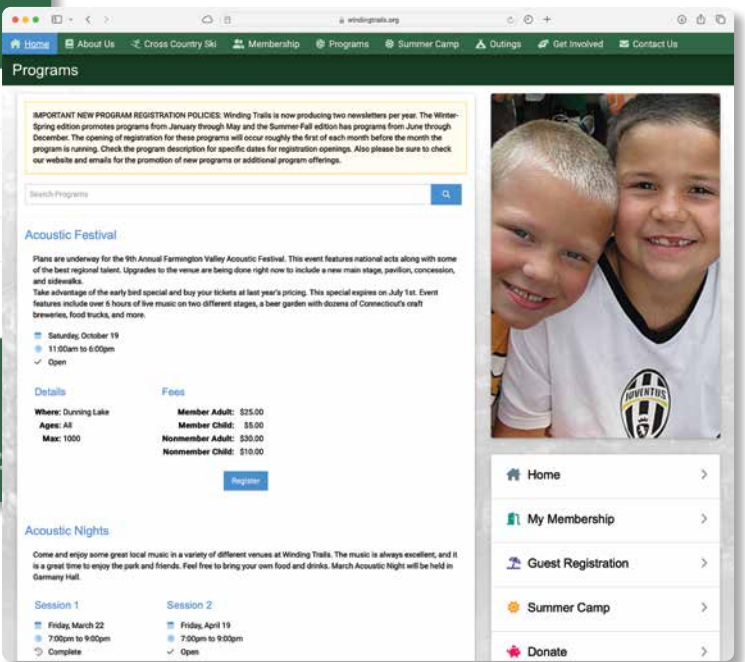 windingtrails.org
Home About Us Cross Country Ski Membership Programs Summer Camp Outings Get Involved Contact Us
Programs
IMPORTANT NEW PROGRAM REGISTRATION POLICIES: Winding Trails is now producing two newsletters per year. The Winter-
Spring edition promotes programs from January through May and the Summer-Fall edition has programs from June through
December. The opening of registration for these programs will occur roughly the first of each month before the month the
program is running. Check the program description for specific dates for registration openings. Also please be sure to check
our website and emails for the promotion of new programs or additional program offerings.
Search Programs
Acoustic Festival
Plans are underway for the 9th Annual Farmington Valley Acoustic Festival. This event features national acts along with some
of the best regional talent. Upgrades to the venue are being done right now to include a new main stage, pavilion, concession,
and sidewalks.
Take advantage of the early bird special and buy your tickets at last year's pricing. This special expires on July 1st. Event
features include over 6 hours of live music on two different stages, a beer garden with dozens of Connecticut's craft
breweries, food trucks, and more.
Saturday, October 19
11:00am to 6:00pm
Open
Details
Where: Dunning Lake
Ages: All
Max: 1000
Fees
Member Adult: $25.00
Member Child: $5.00
Nonmember Adult: $30.00
Nonmember Child: $10.00
Register
Acoustic Nights
Come and enjoy some great local music in a variety of different venues at Winding Trails. The music is always excellent, and it
is a great time to enjoy the park and friends. Feel free to bring your own food and drinks. March Acoustic Night will be held in
Garmany Hall.
Session 1
Friday, March 22
7:00pm to 9:00pm
Complete
Session 2
Friday, April 19
7:00pm to 9:00pm
Open
JUVENTUS
Home
My Membership
Guest Registration
Summer Camp
Donate